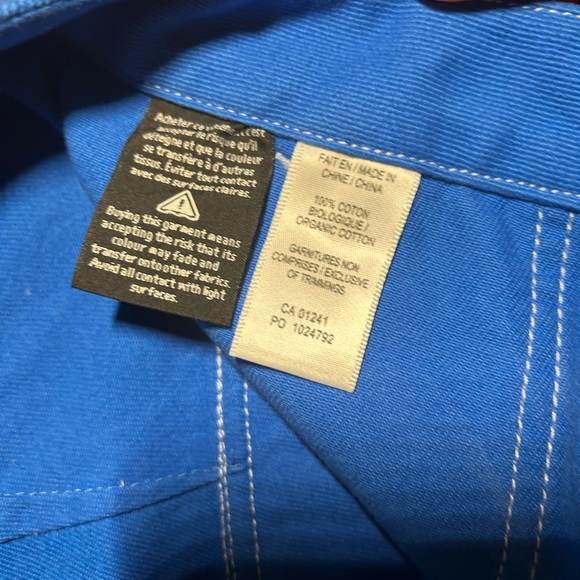 Acheter ce c'est
accepter le risque qu'il
déteigne et que la couleur
se transfère à d'autres
tissus. Éviter tout contact
avec des surfaces claires.
Buying this garment means
accepting the risk that its
colour may fade and
transfer onto other fabrics.
Avoid all contact with light
surfaces.
FAIT EN / MADE IN
CHINE / CHINA
100% COTON
BIOLOGIQUE /
ORGANIC COTTON
GARNITURES NON
COMPRISES / EXCLUSIVE
OF TRIMMINGS
CA 01241
PO 1024792